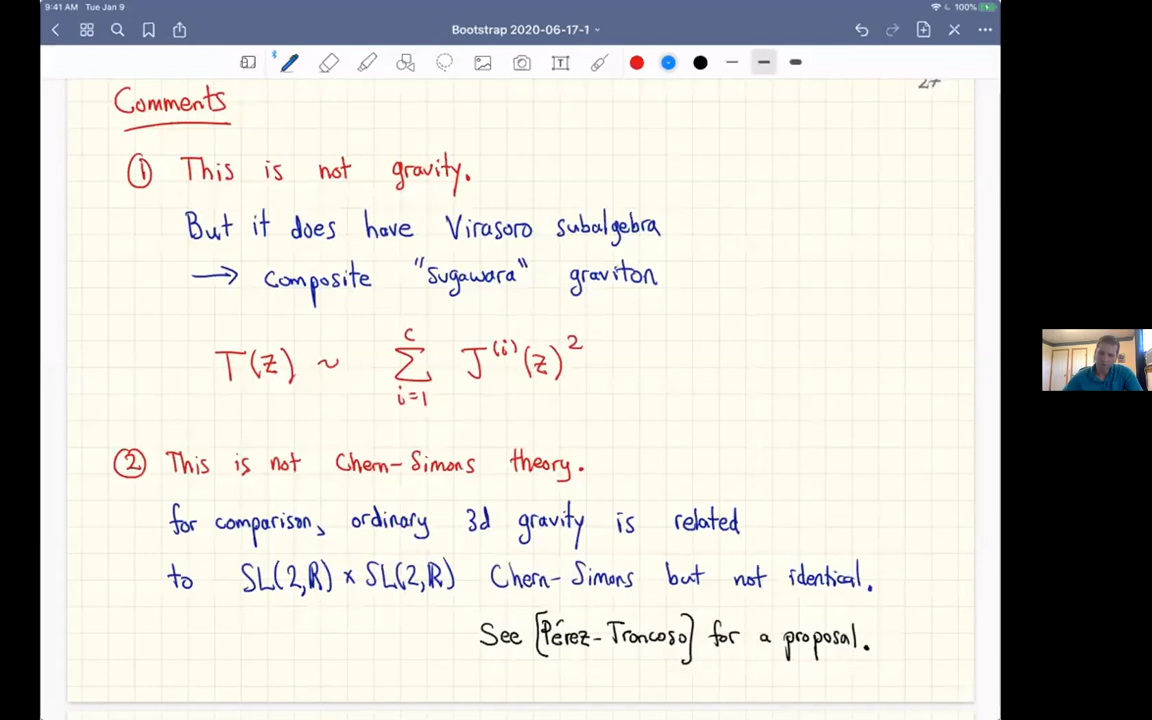 9:41 AM Tue Jan 9
100%
Bootstrap 2020-06-17-1
Comments
① This is not gravity.
But it does have Virasoro subalgebra
→ composite "Sugawara" graviton
T(z) ~ c Σ i=1 J^(i)(z)^2
② This is not Chern-Simons theory.
for comparison, ordinary 3d gravity is related
to SL(2,R) x SL(2,R) Chern-Simons but not identical.
See [Pérez-Troncoso] for a proposal.